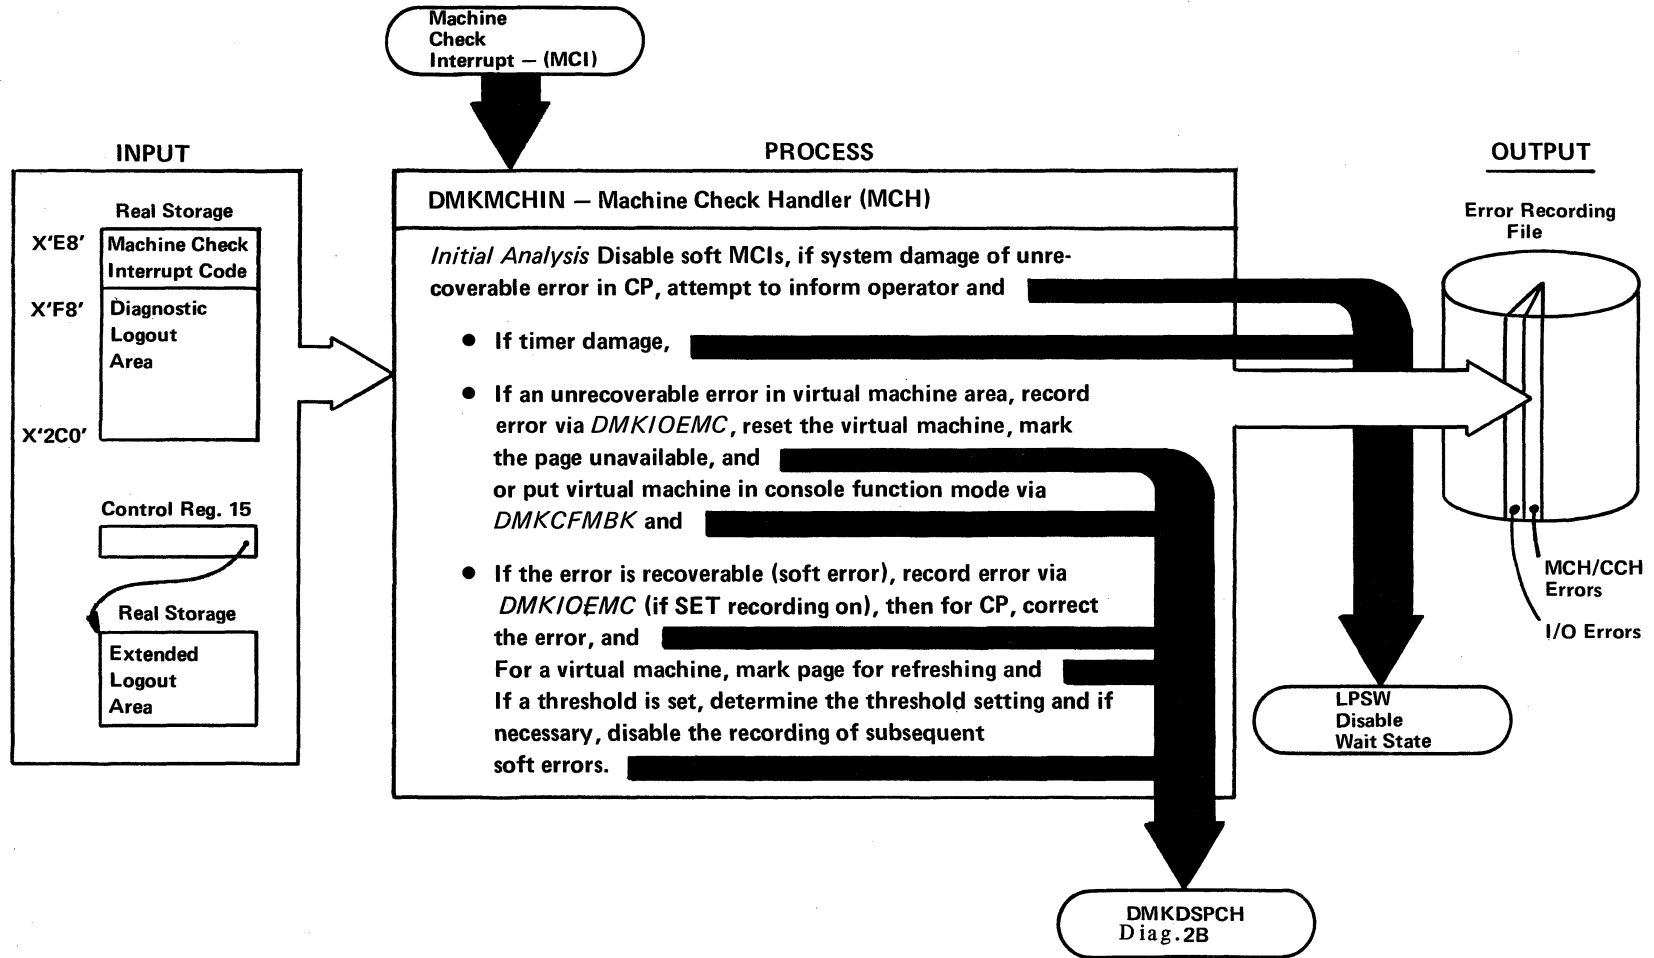 Machine
Check
Interrupt – (MCI)
INPUT
PROCESS
OUTPUT
Real Storage
X'E8'
Machine Check
Interrupt Code
X'F8'
Diagnostic
Logout
Area
X'2C0'
Control Reg. 15
Real Storage
Extended
Logout
Area
DMKMCHIN – Machine Check Handler (MCH)
Initial Analysis Disable soft MCIs, if system damage of unre-
coverable error in CP, attempt to inform operator and
● If timer damage,
● If an unrecoverable error in virtual machine area, record
error via DMKIOEMC, reset the virtual machine, mark
the page unavailable, and
or put virtual machine in console function mode via
DMKCFMBK and
● If the error is recoverable (soft error), record error via
DMKIOEMC (if SET recording on), then for CP, correct
the error, and
For a virtual machine, mark page for refreshing and
If a threshold is set, determine the threshold setting and if
necessary, disable the recording of subsequent
soft errors.
Error Recording
File
MCH/CCH
Errors
I/O Errors
LPSW
Disable
Wait State
DMKDSPCH
Diag.2B